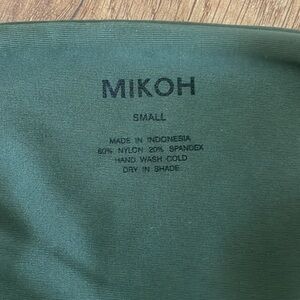 MIKOH
SMALL
MADE IN INDONESIA
80% NYLON 20% SPANDEX
HAND WASH COLD
DRY IN SHADE